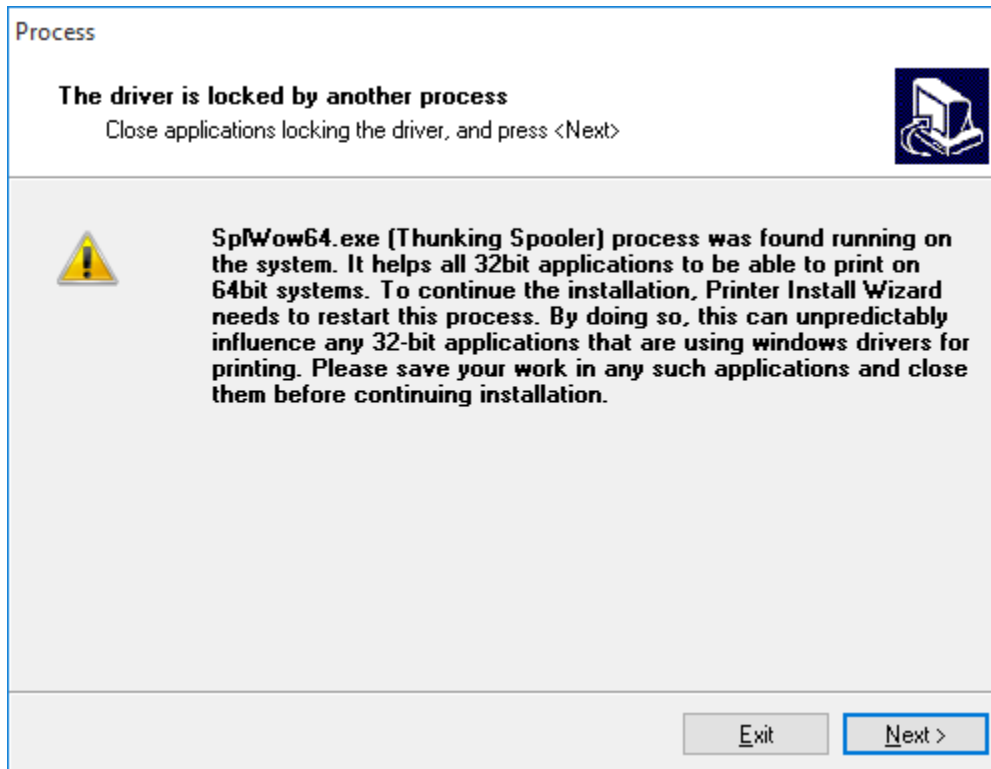 Process
The driver is locked by another process
Close applications locking the driver, and press <Next>
SplWow64.exe (Thunking Spooler) process was found running on
the system. It helps all 32bit applications to be able to print on
64bit systems. To continue the installation, Printer Install Wizard
needs to restart this process. By doing so, this can unpredictably
influence any 32-bit applications that are using windows drivers for
printing. Please save your work in any such applications and close
them before continuing installation.
Exit
Next >